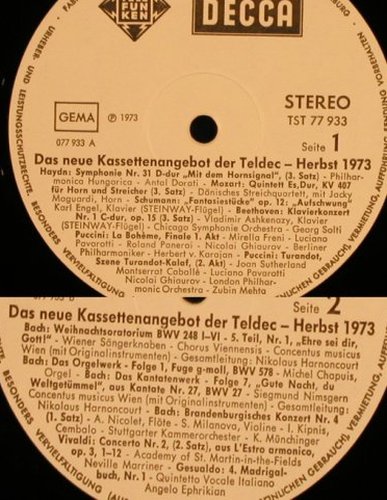 FUNKEN
DECCA
URHEBER- UND LEISTUNGSSCHUTZRECHTE. BESONDERS VERVIELFÄLTIGUNG
GEMA
℗ 1973
STEREO
TST 77 933
077 933 A
Seite 1
Das neue Kassettenangebot der Teldec – Herbst 1973
Haydn: Symphonie Nr. 31 D-dur „Mit dem Hornsignal", (3. Satz) - Philhar-
monica Hungarica - Antal Dorati - Mozart: Quintett Es,Dur, KV 407
für Horn und Streicher (3, Satz) - Dänisches Streichquartett, mit Jacky
Maguardi, Horn - Schumann: „Fantasiestücke" op. 12: „Aufschwung"
Karl Engel, Klavier (STEINWAY-Flügel) - Beethoven: Klavierkonzert
Nr. 1 C-dur, op. 15 (3. Satz) - Vladimir Ashkenazy, Klavier
(STEINWAY-Flügel) - Chicago Symphonie Orchestra - Georg Solti
Puccini: La Bohème, Finale 1. Akt - Mirella Freni - Luciano
Pavarotti - Roland Panerai - Nicolai Ghiaurov - Berliner
Philharmoniker - Herbert v. Karajan - Puccini: Turandot,
Szene Turandot-Kalaf, (2. Akt) - Joan Sutherland
Montserrat Caballé - Luciano Pavarotti
Nicolai Ghiaurov - London Philhar-
monic Orchestra - Zubin Mehta
Seite 2
Das neue Kassettenangebot der Teldec – Herbst 1973
Bach: Weihnachtsoratorium BWV 248 I–VI - 5. Teil, Nr. 1, „Ehre sei dir,
Gott!" - Wiener Sängerknaben - Chorus Viennensis - Concentus musicus
Wien (mit Originalinstrumenten) - Gesamtleitung: Nikolaus Harnoncourt
Bach: Das Orgelwerk - Folge 1, Fuge g-moll, BWV 578 - Michel Chapuis,
Orgel - Bach: Das Kantatenwerk - Folge 7, „Gute Nacht, du
Weltgetümmel", aus Kantate Nr. 27, BWV 27 - Siegmund Nimsgern
Concentus musicus Wien (mit Originalinstrumenten) - Gesamtleitung:
Nikolaus Harnoncourt - Bach: Brandenburgisches Konzert Nr. 4
(1. Satz) - A. Nicolet, Flöte - S. Milanova, Violine - I. Kipnis,
Cembalo - Stuttgarter Kammerorchester - K. Münchinger
Vivaldi: Concerto Nr. 2, (2. Satz), aus L'Estro armonico,
op. 3, 1–12 - Academy of St. Martin-in-the-Fields
Neville Marriner - Gesualdo: 4. Madrigal-
buch, Nr. 1 - Quintetto Vocale Italiano
Angelo Ephrikian